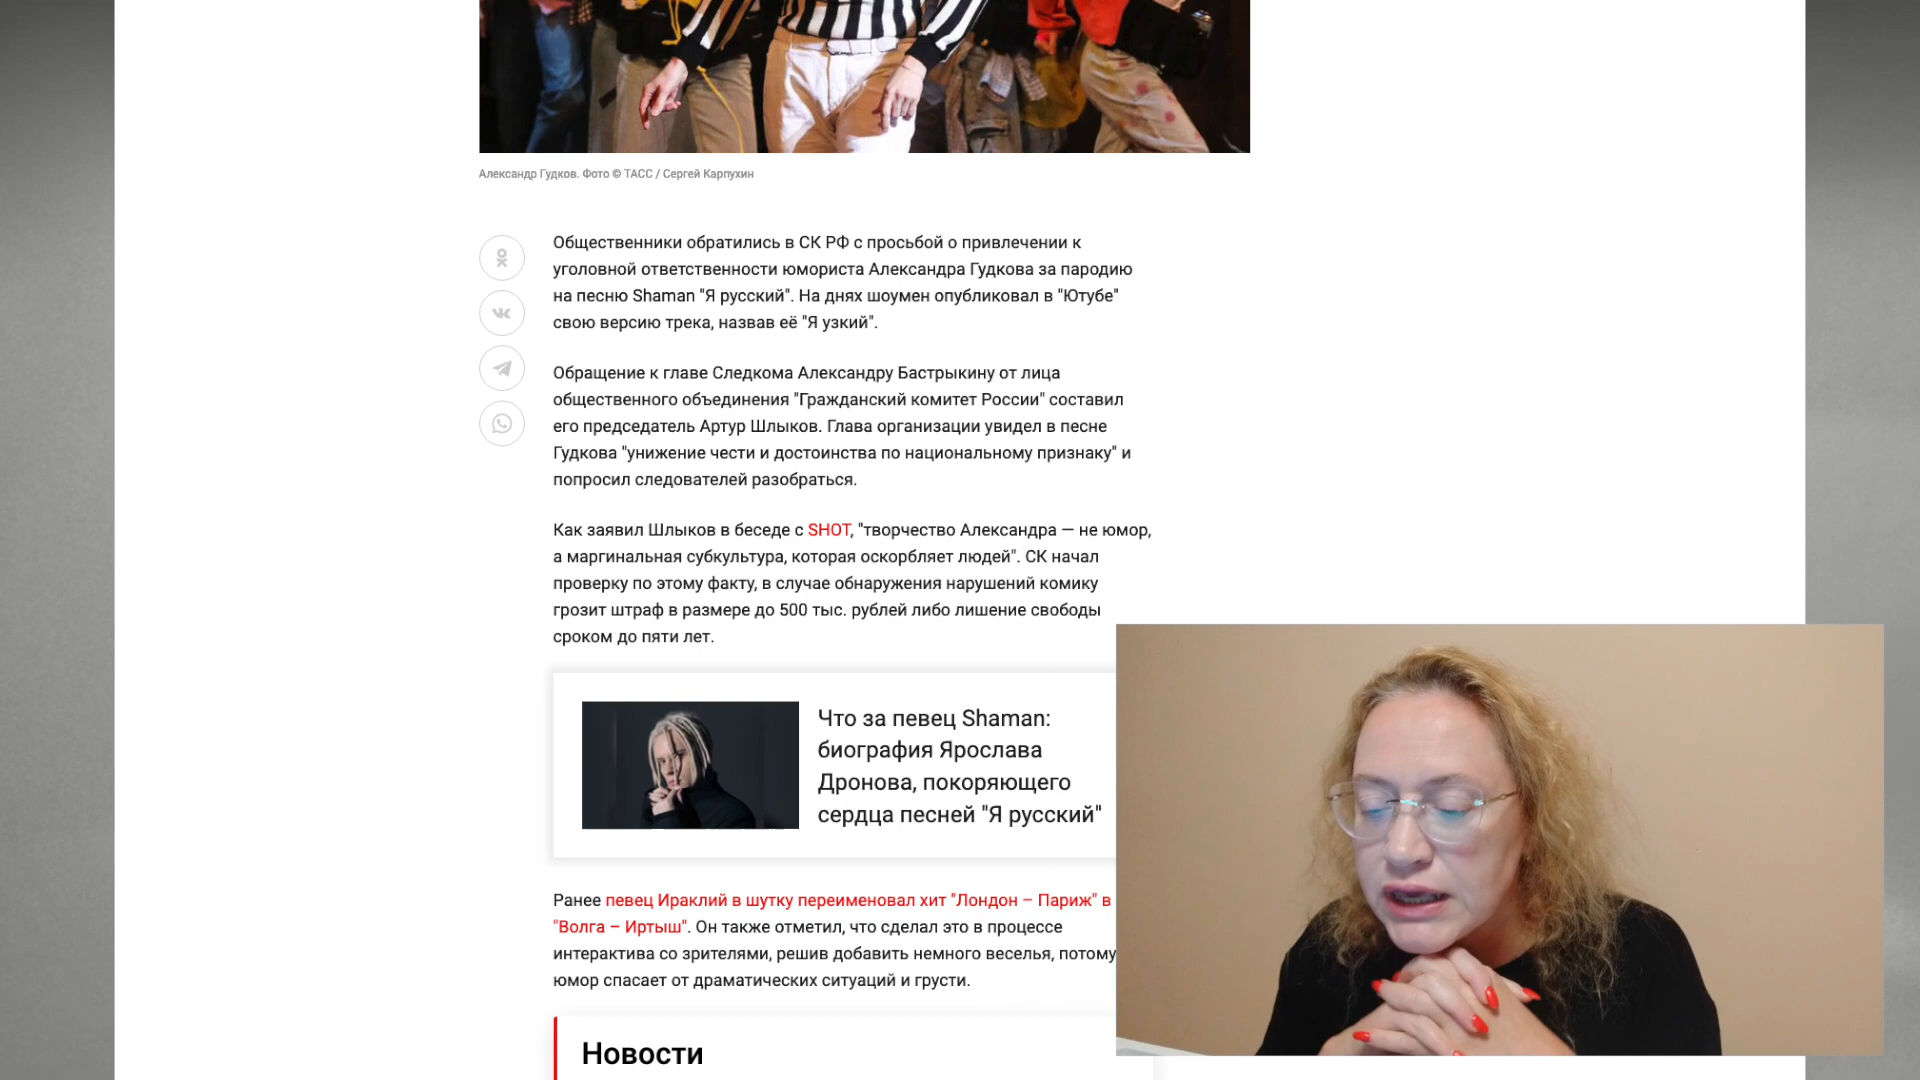 Александр Гудков. Фото © ТАСС / Сергей Карпухин
Общественники обратились в СК РФ с просьбой о привлечении к
уголовной ответственности юмориста Александра Гудкова за пародию
на песню Shaman "Я русский". На днях шоумен опубликовал в "Ютубе"
свою версию трека, назвав её "Я узкий".
Обращение к главе Следкома Александру Бастрыкину от лица
общественного объединения "Гражданский комитет России" составил
его председатель Артур Шлыков. Глава организации увидел в песне
Гудкова "унижение чести и достоинства по национальному признаку" и
попросил следователей разобраться.
Как заявил Шлыков в беседе с SHOT, "творчество Александра — не юмор,
а маргинальная субкультура, которая оскорбляет людей". СК начал
проверку по этому факту, в случае обнаружения нарушений комику
грозит штраф в размере до 500 тыс. рублей либо лишение свободы
сроком до пяти лет.
Что за певец Shaman:
биография Ярослава
Дронова, покоряющего
сердца песней "Я русский"
Ранее певец Ираклий в шутку переименовал хит "Лондон – Париж" в
"Волга – Иртыш". Он также отметил, что сделал это в процессе
интерактива со зрителями, решив добавить немного веселья, потому
юмор спасает от драматических ситуаций и грусти.
Новости